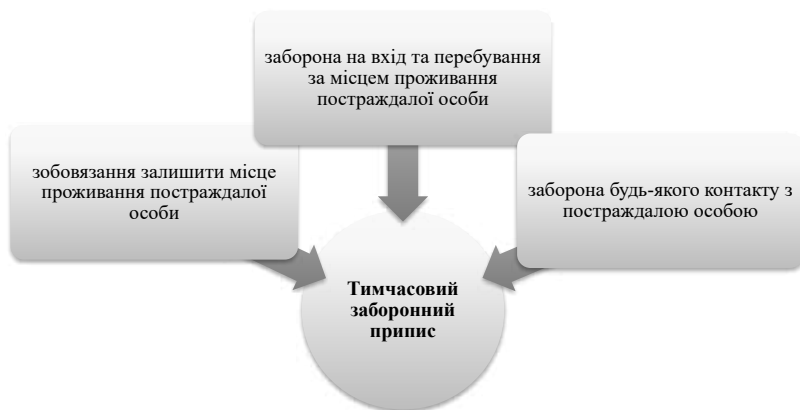 заборона на вхід та перебування
за місцем проживання
постраждалої особи
зобовязання залишити місце
проживання постраждалої
особи
заборона будь-якого контакту з
постраждалою особою
Тимчасовий
заборонний
припис